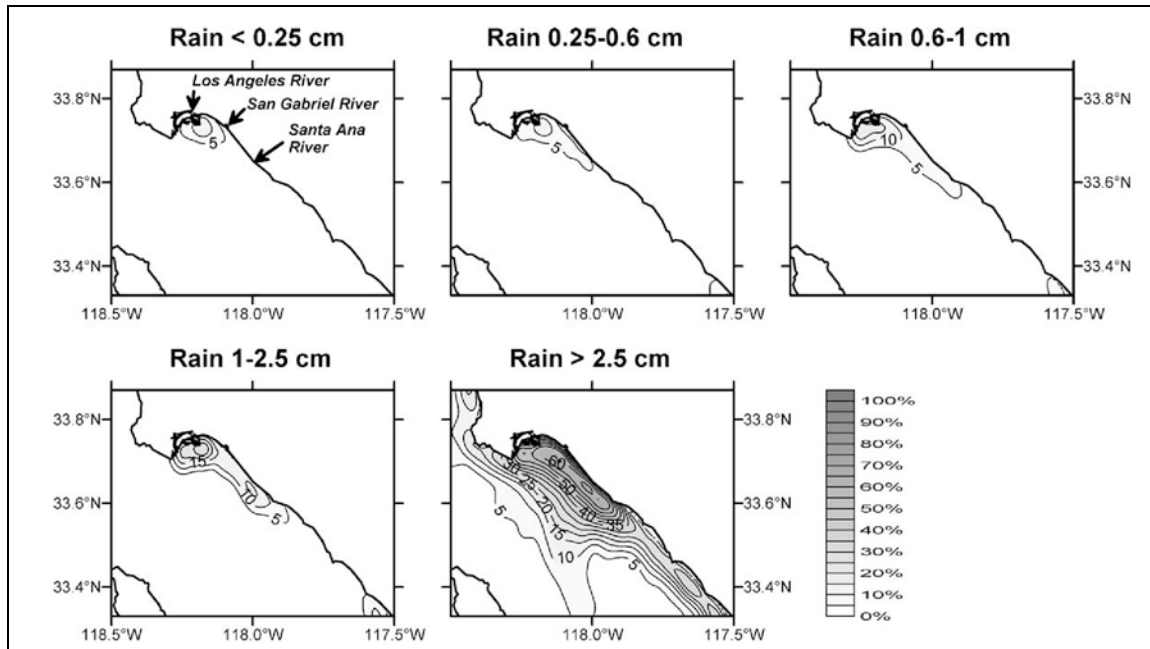 Rain < 0.25 cm
Rain 0.25-0.6 cm
Rain 0.6-1 cm
33.8°N
33.6°N
33.4°N
Los Angeles River
San Gabriel River
Santa Ana
River
5
118.5°W
118.0°W
117.5°W
5
118.0°W
117.5°W
10
5
33.8°N
33.6°N
33.4°N
118.0°W
117.5°W
Rain 1-2.5 cm
Rain > 2.5 cm
33.8°N
33.6°N
33.4°N
15
10
5
118.5°W
118.0°W
117.5°W
30
25
20
15
10
5
60
50
40
35
5
33.8°N
33.6°N
33.4°N
118.0°W
117.5°W
100%
90%
80%
70%
60%
50%
40%
30%
20%
10%
0%